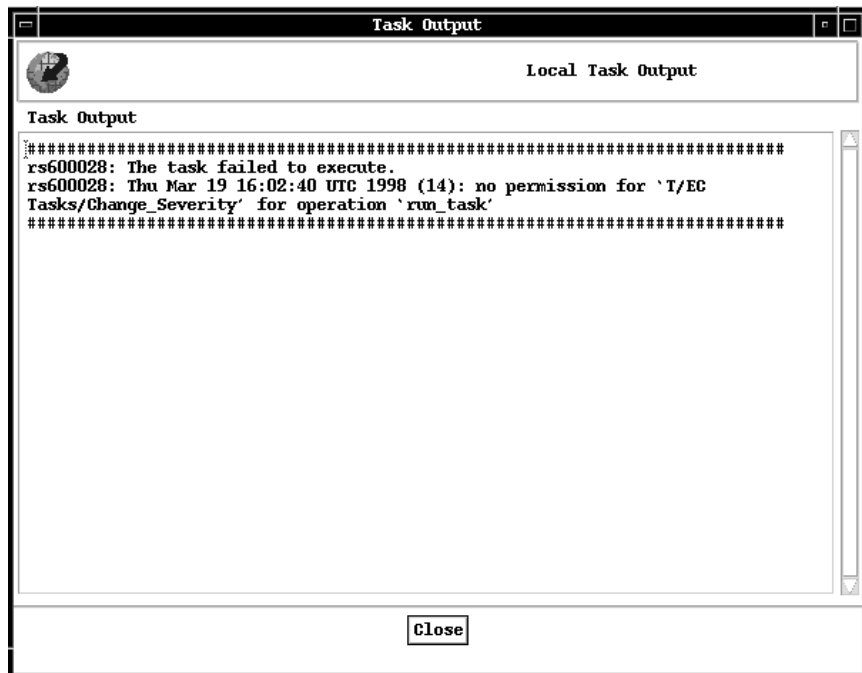 Task Output
Local Task Output
Task Output
############################################################################
rs600028: The task failed to execute.
rs600028: Thu Mar 19 16:02:40 UTC 1998 (14): no permission for `T/EC
Tasks/Change_Severity´ for operation `run_task´
############################################################################
Close